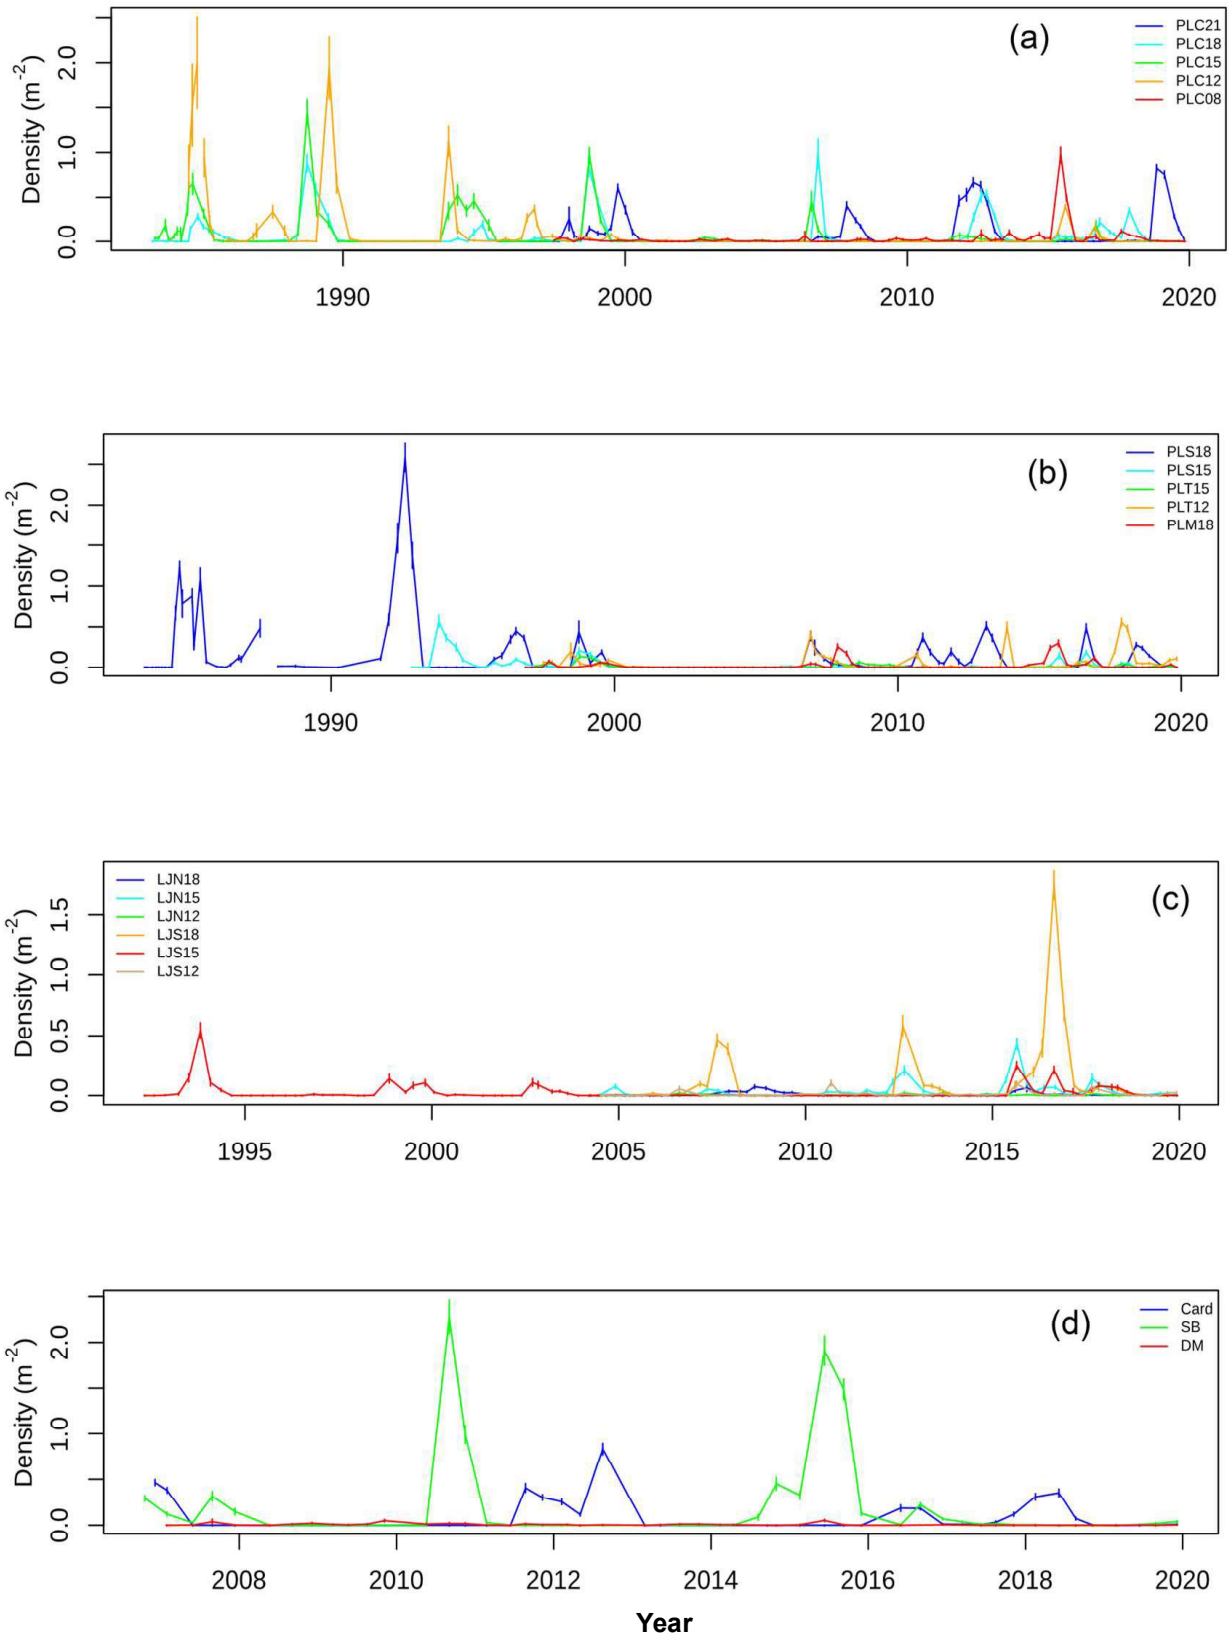 (a)
PLC21
PLC18
PLC15
PLC12
PLC08
Density (m⁻²)
2.0
1.0
0.0
1990 2000 2010 2020
(b)
PLS18
PLS15
PLT15
PLT12
PLM18
Density (m⁻²)
2.0
1.0
0.0
1990 2000 2010 2020
LJN18
LJN15
LJN12
LJS18
LJS15
LJS12
(c)
Density (m⁻²)
1.5
1.0
0.5
0.0
1995 2000 2005 2010 2015 2020
(d)
Card
SB
DM
Density (m⁻²)
2.0
1.0
0.0
2008 2010 2012 2014 2016 2018 2020
Year